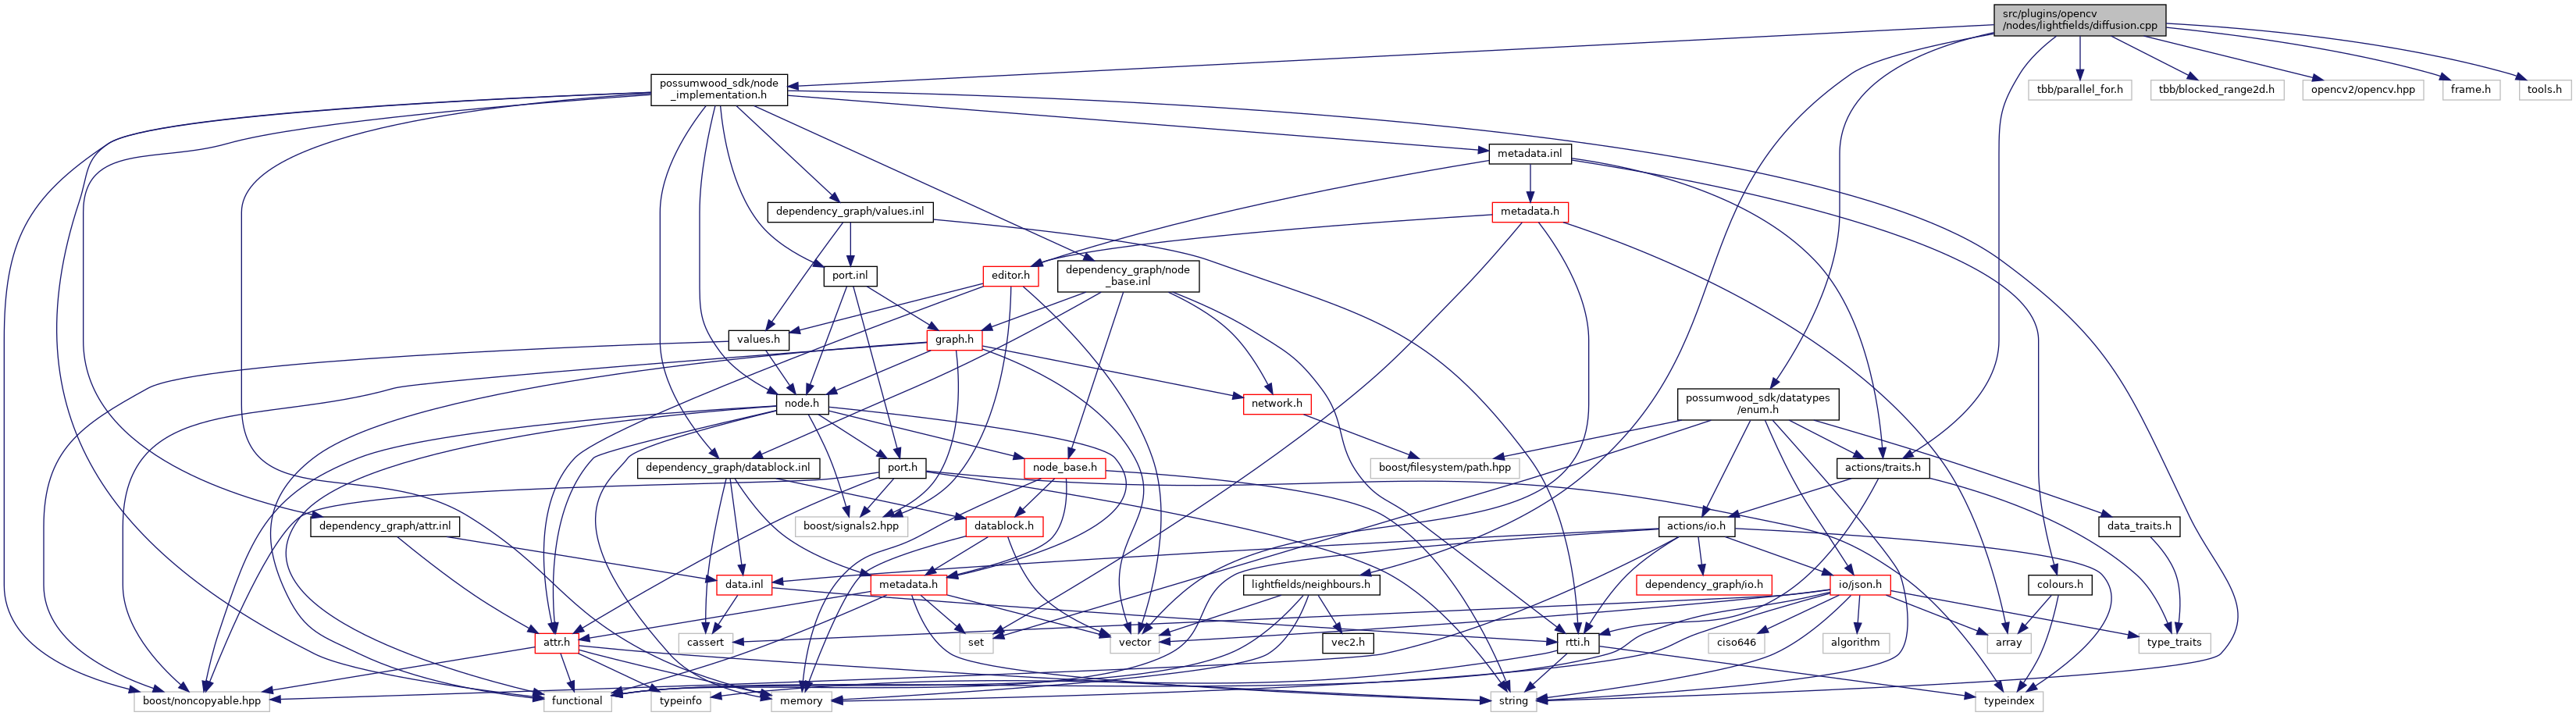 src/plugins/opencv
/nodes/lightfields/diffusion.cpp
possumwood_sdk/node
_implementation.h
tbb/parallel_for.h
tbb/blocked_range2d.h
opencv2/opencv.hpp
frame.h
tools.h
metadata.inl
dependency_graph/values.inl
metadata.h
port.inl
editor.h
dependency_graph/node
_base.inl
values.h
graph.h
node.h
network.h
possumwood_sdk/datatypes
/enum.h
dependency_graph/datablock.inl
port.h
node_base.h
boost/filesystem/path.hpp
actions/traits.h
dependency_graph/attr.inl
boost/signals2.hpp
datablock.h
actions/io.h
data_traits.h
data.inl
metadata.h
lightfields/neighbours.h
dependency_graph/io.h
io/json.h
colours.h
attr.h
cassert
set
vector
vec2.h
rtti.h
ciso646
algorithm
array
type_traits
boost/noncopyable.hpp
functional
typeinfo
memory
string
typeindex